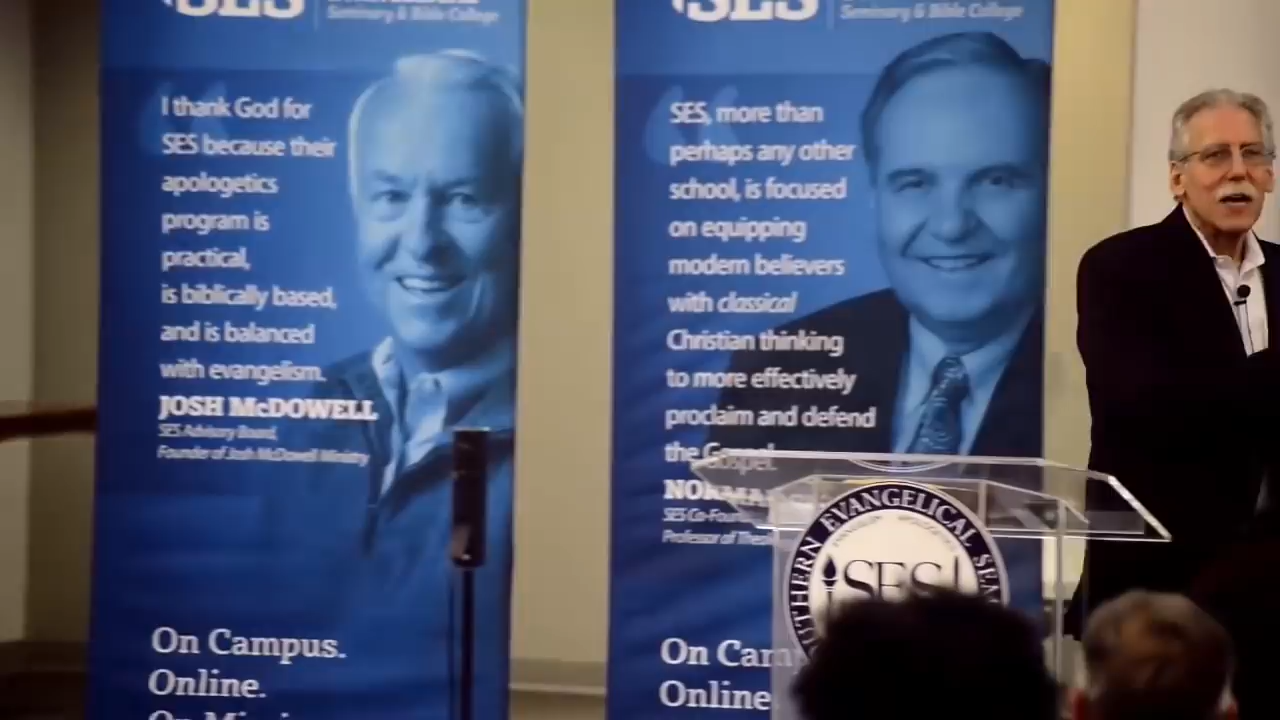 SES
Seminary & Bible College
I thank God for
SES because their
apologetics
program is
practical,
is biblically based,
and is balanced
with evangelism.
JOSH McDOWELL
SES Advisory Board,
Founder of Josh McDowell Ministry
On Campus.
Online.
SES
Seminary & Bible College
SES, more than
perhaps any other
school, is focused
on equipping
modern believers
with classical
Christian thinking
to more effectively
proclaim and defend
the Gospel.
SES
Professor of
On
Online.
EVANGELICAL
SES